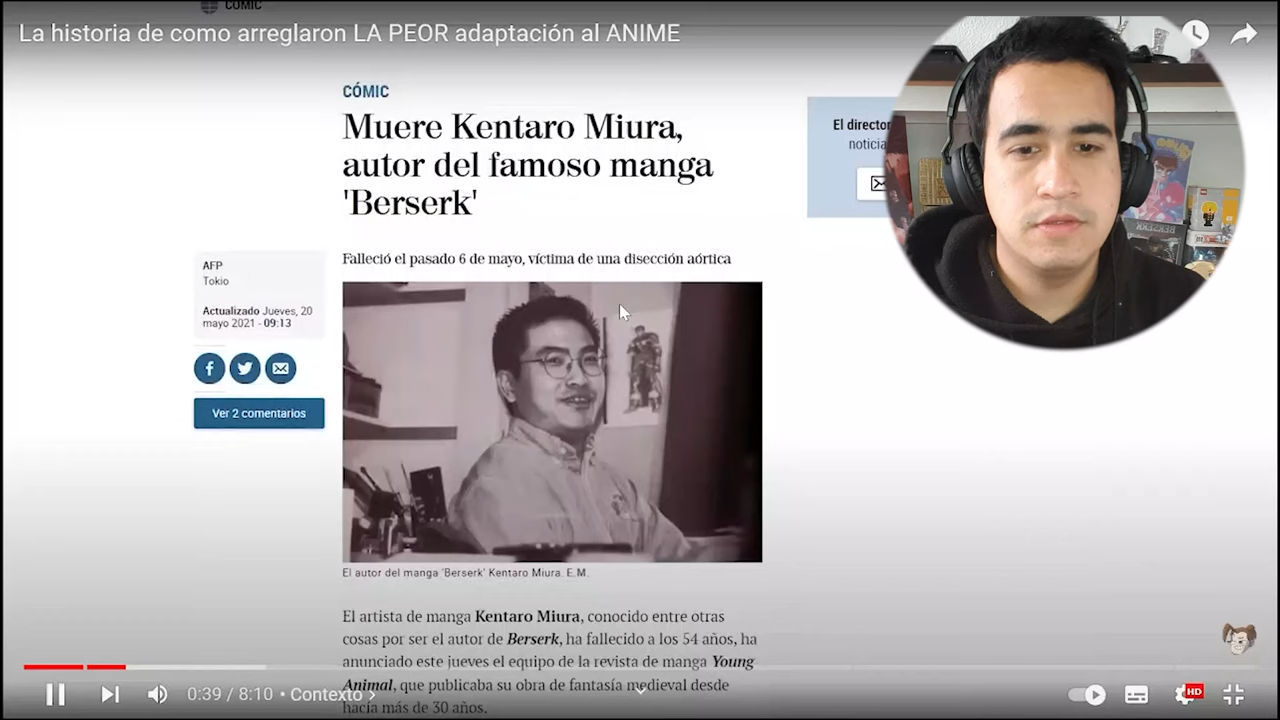 CÓMIC
La historia de como arreglaron LA PEOR adaptación al ANIME
CÓMIC
Muere Kentaro Miura,
autor del famoso manga
'Berserk'
El director
noticia
Falleció el pasado 6 de mayo, víctima de una disección aórtica
AFP
Tokio
Actualizado Jueves, 20
mayo 2021 - 09:13
Ver 2 comentarios
El autor del manga 'Berserk' Kentaro Miura. E.M.
El artista de manga Kentaro Miura, conocido entre otras
cosas por ser el autor de Berserk, ha fallecido a los 54 años, ha
anunciado este jueves el equipo de la revista de manga Young
Animal, que publicaba su obra de fantasía medieval desde
hacía más de 30 años.
0:39 / 8:10 • Contexto >
HD
BERSERK